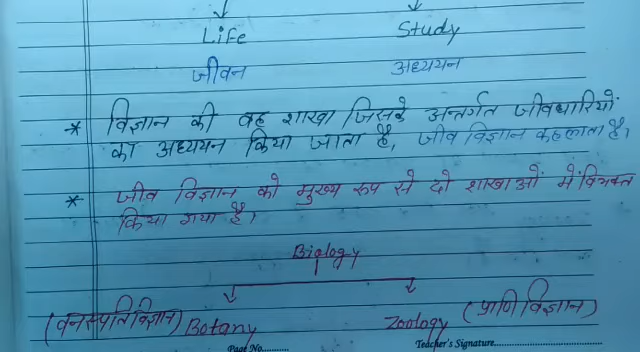 Life Study
जीवन अध्ययन
* विज्ञान की वह शाखा जिसके अन्तर्गत जीवधारियों
का अध्ययन किया जाता है, जीव विज्ञान कहलाता है।
* जीव विज्ञान को मुख्य रूप से दो शाखाओं में विभक्त
किया गया है।
Biology
(वनस्पति विज्ञान) Botany Zoology (प्राणि विज्ञान)
Page No.......... Teacher's Signature..............................